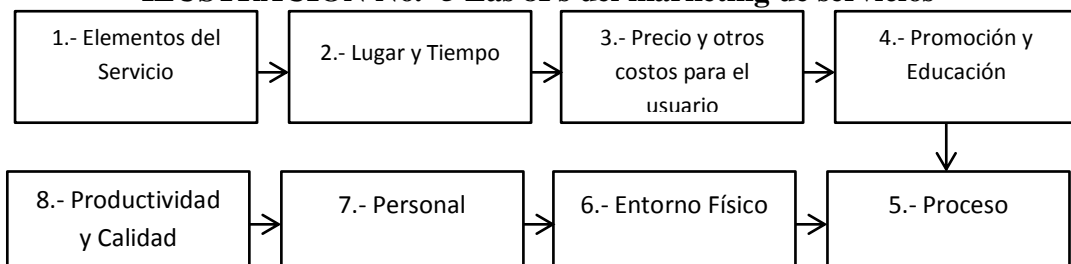 1.- Elementos del
Servicio
2.- Lugar y Tiempo
3.- Precio y otros
costos para el
usuario
4.- Promoción y
Educación
8.- Productividad
y Calidad
7.- Personal
6.- Entorno Físico
5.- Proceso